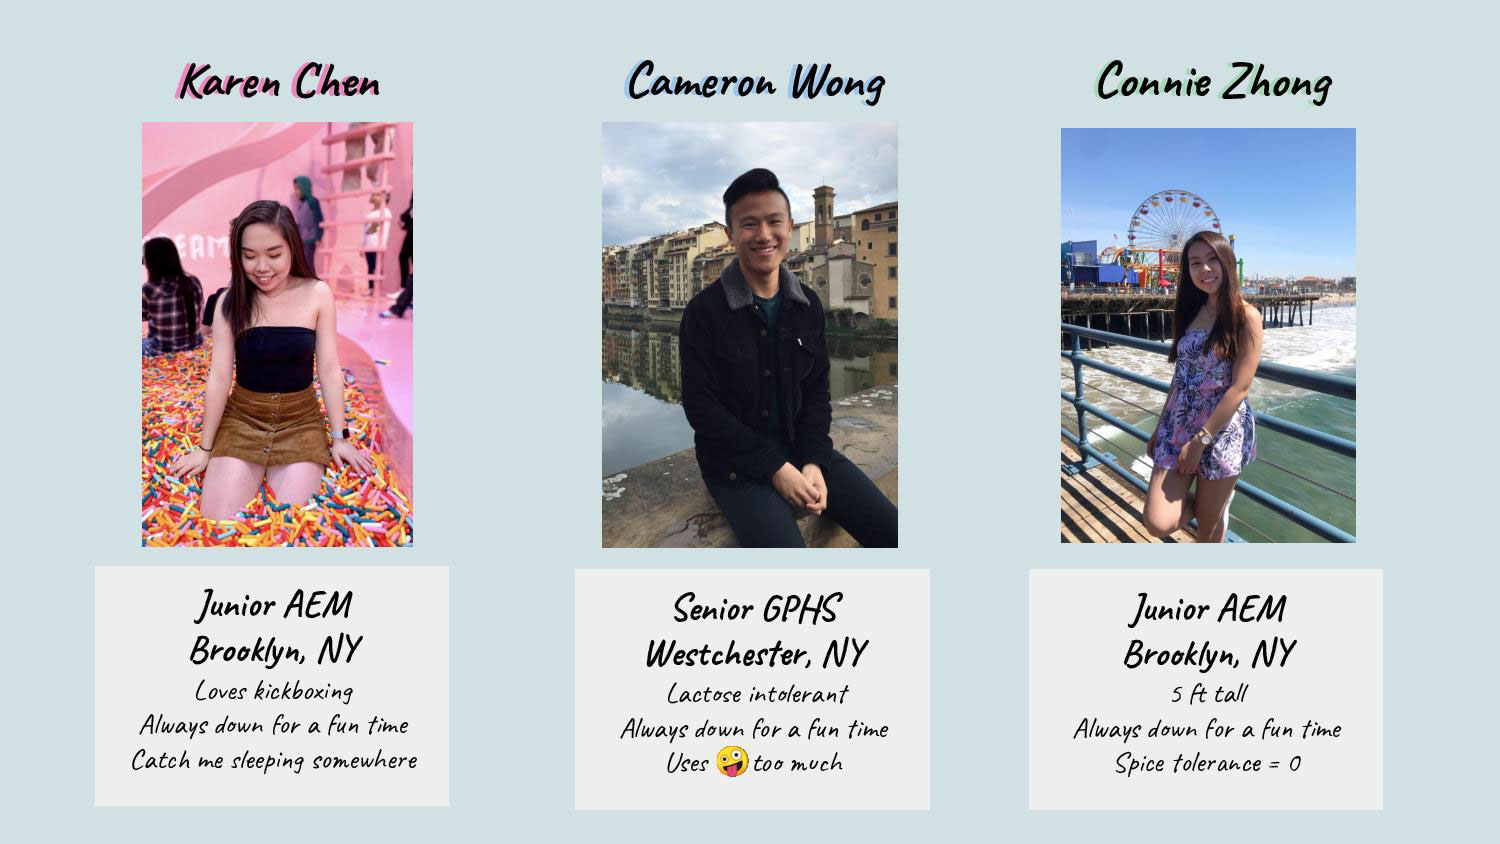 Karen Chen
Cameron Wong
Connie Zhong
EAM
Junior AEM
Brooklyn, NY
Loves kickboxing
Always down for a fun time
Catch me sleeping somewhere
Senior GPHS
Westchester, NY
Lactose intolerant
Always down for a fun time
Uses 🤪 too much
Junior AEM
Brooklyn, NY
5 ft tall
Always down for a fun time
Spice tolerance = 0